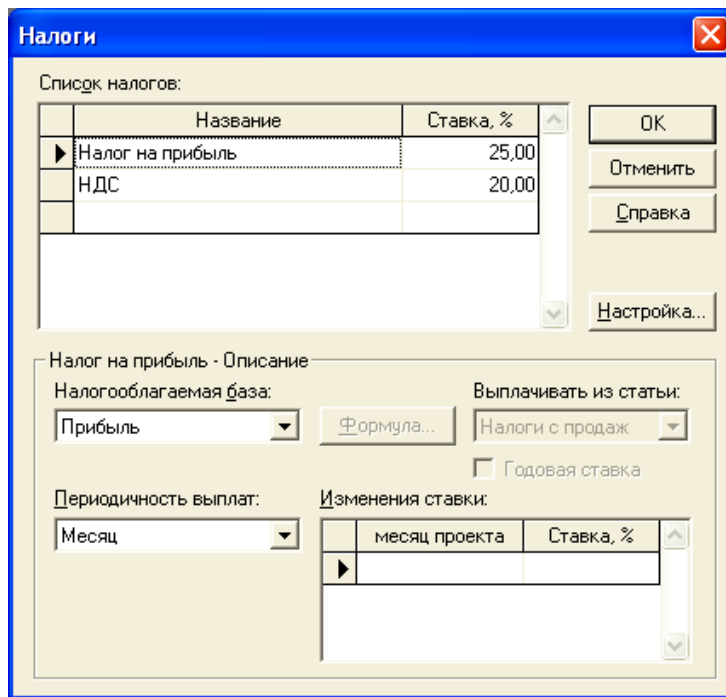 Налоги
Список налогов:
Название Ставка, %
Налог на прибыль 25,00
НДС 20,00
OK
Отменить
Справка
Настройка...
Налог на прибыль - Описание
Налогооблагаемая база:
Прибыль
Формула...
Выплачивать из статьи:
Налоги с продаж
Годовая ставка
Периодичность выплат:
Месяц
Изменения ставки:
месяц проекта Ставка, %